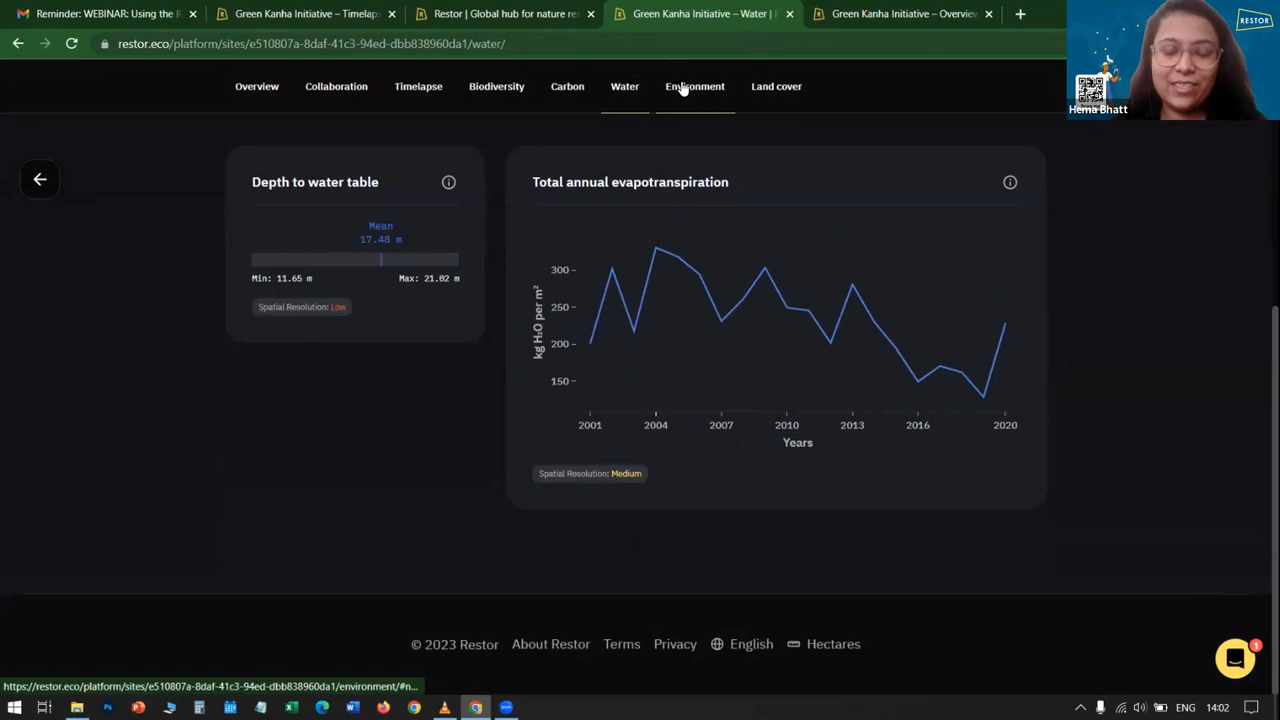 Reminder: WEBINAR: Using the R
Green Kanha Initiative – Timelaps
Restor | Global hub for nature res
Green Kanha Initiative – Water |
Green Kanha Initiative – Overview
restor.eco/platform/sites/e510807a-8daf-41c3-94ed-dbb838960da1/water/
RESTOR
Hema Bhatt
Overview
Collaboration
Timelapse
Biodiversity
Carbon
Water
Environment
Land cover
Depth to water table
Mean
17.48 m
Min: 11.65 m
Max: 21.02 m
Spatial Resolution: Low
Total annual evapotranspiration
kg H₂O per m²
300
250
200
150
2001
2004
2007
2010
2013
2016
2020
Years
Spatial Resolution: Medium
© 2023 Restor
About Restor
Terms
Privacy
English
Hectares
1
https://restor.eco/platform/sites/e510807a-8daf-41c3-94ed-dbb838960da1/environment/#n...
ENG
14:02